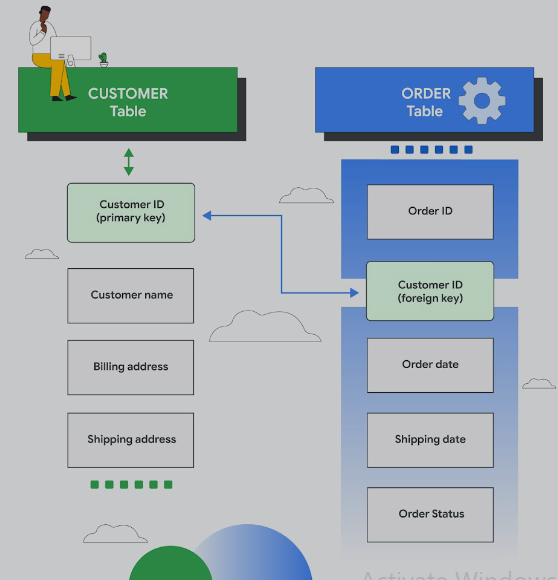 CUSTOMER
Table
Customer ID
(primary key)
Customer name
Billing address
Shipping address
ORDER
Table
Order ID
Customer ID
(foreign key)
Order date
Shipping date
Order Status
Activate Windows